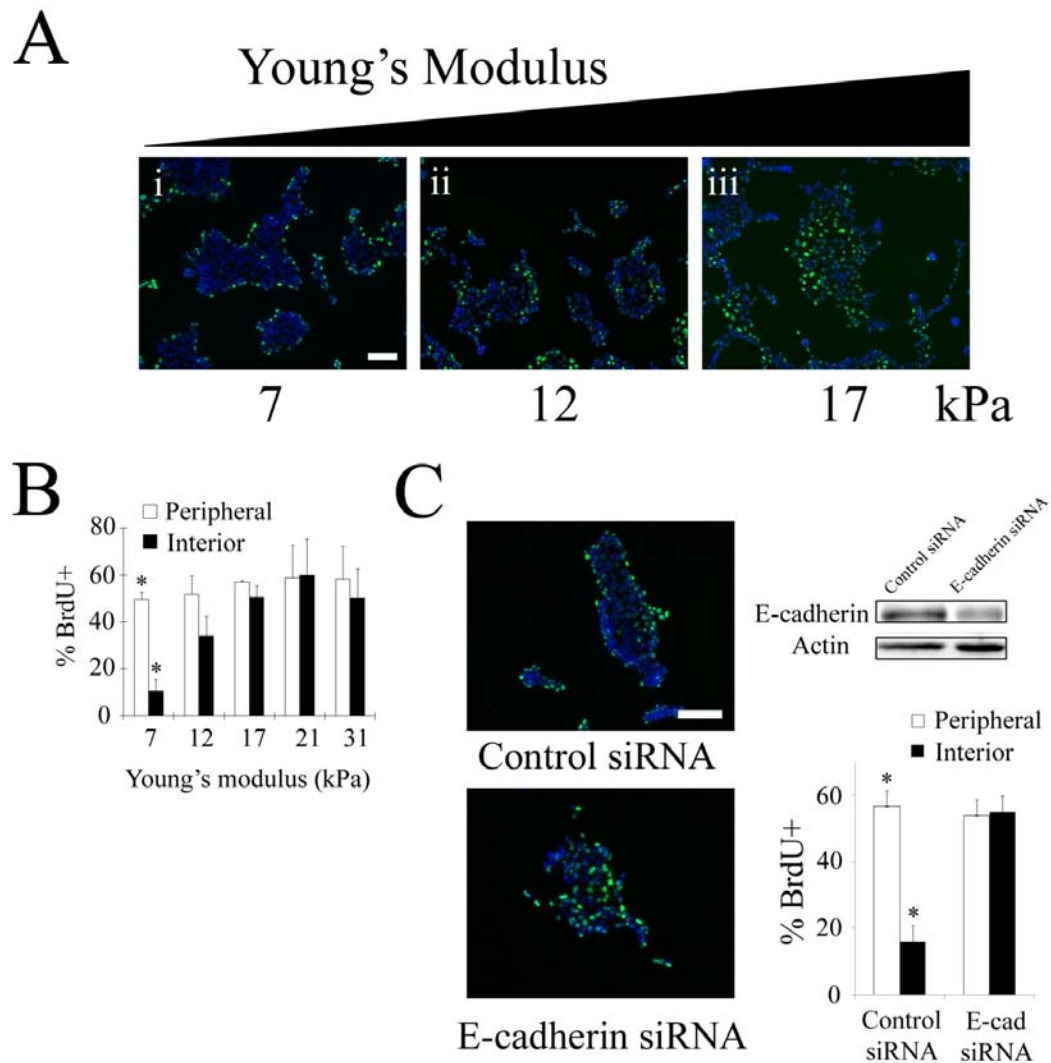 A
Young's Modulus
i
ii
iii
7
12
17
kPa
B
Peripheral
Interior
80
60
40
20
0
% BrdU+
*
*
7 12 17 21 31
Young's modulus (kPa)
C
Control siRNA
E-cadherin siRNA
Control siRNA
E-cadherin siRNA
E-cadherin
Actin
Peripheral
Interior
60
40
20
0
% BrdU+
*
*
Control siRNA
E-cad siRNA